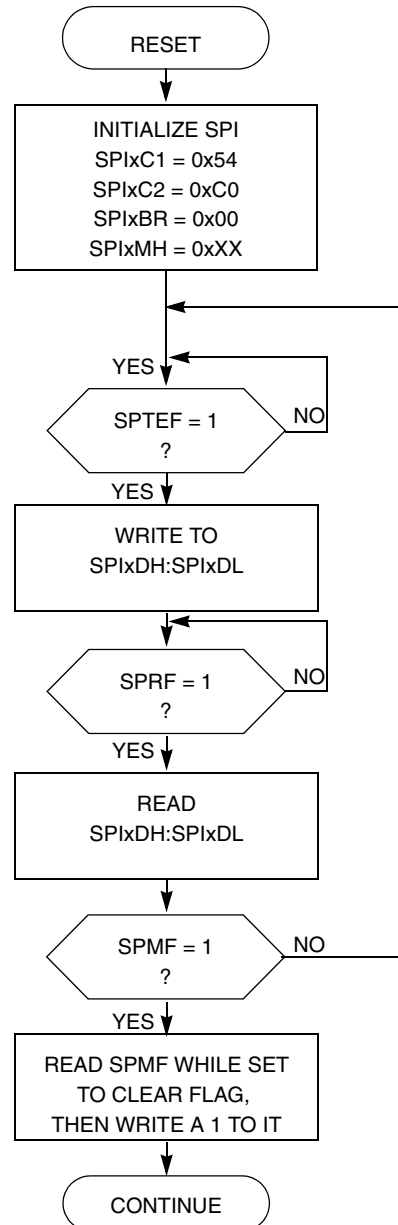 RESET
INITIALIZE SPI
SPIxC1 = 0x54
SPIxC2 = 0xC0
SPIxBR = 0x00
SPIxMH = 0xXX
YES
SPTEF = 1
?
NO
YES
WRITE TO
SPIxDH:SPIxDL
SPRF = 1
?
NO
YES
READ
SPIxDH:SPIxDL
SPMF = 1
?
NO
YES
READ SPMF WHILE SET
TO CLEAR FLAG,
THEN WRITE A 1 TO IT
CONTINUE